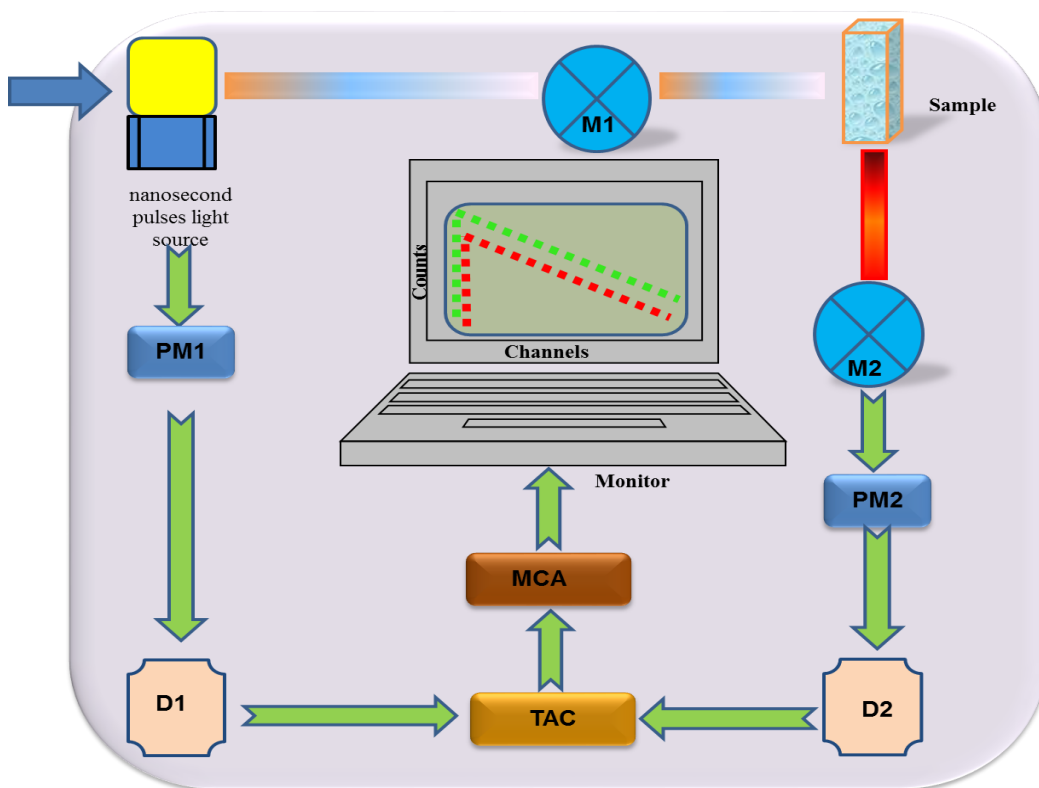 M1
Sample
nanosecond
pulses light
source
Counts
Channels
PM1
M2
Monitor
PM2
MCA
D1
TAC
D2